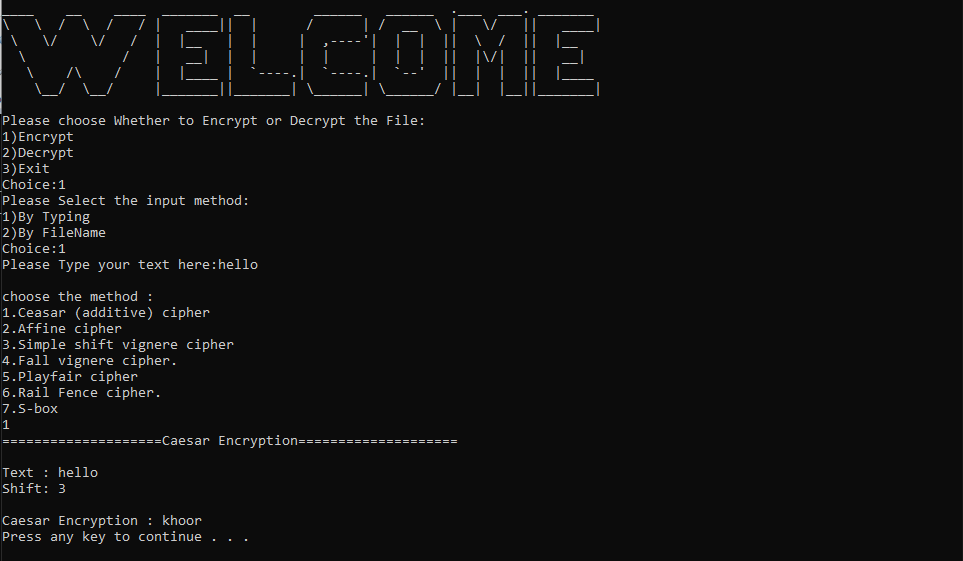 WELCOME
Please choose Whether to Encrypt or Decrypt the File:
1)Encrypt
2)Decrypt
3)Exit
Choice:1
Please Select the input method:
1)By Typing
2)By FileName
Choice:1
Please Type your text here:hello
choose the method :
1.Ceasar (additive) cipher
2.Affine cipher
3.Simple shift vignere cipher
4.Fall vignere cipher.
5.Playfair cipher
6.Rail Fence cipher.
7.S-box
1
====================Caesar Encryption====================
Text : hello
Shift: 3
Caesar Encryption : khoor
Press any key to continue . . .